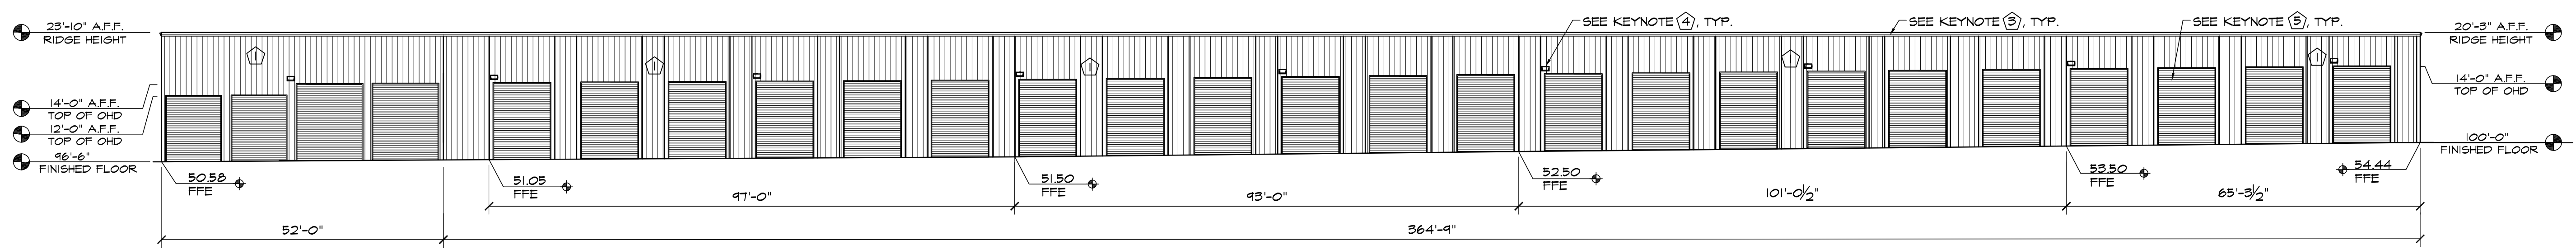 23'-10" A.F.F.
RIDGE HEIGHT
14'-0" A.F.F.
TOP OF OHD
12'-0" A.F.F.
TOP OF OHD
96'-6"
FINISHED FLOOR
1
1
1
1
1
SEE KEYNOTE 4, TYP.
SEE KEYNOTE 3, TYP.
SEE KEYNOTE 5, TYP.
20'-3" A.F.F.
RIDGE HEIGHT
14'-0" A.F.F.
TOP OF OHD
100'-0"
FINISHED FLOOR
50.58
FFE
51.05
FFE
51.50
FFE
52.50
FFE
53.50
FFE
54.44
FFE
97'-0"
93'-0"
101'-0½"
65'-3½"
52'-0"
364'-9"